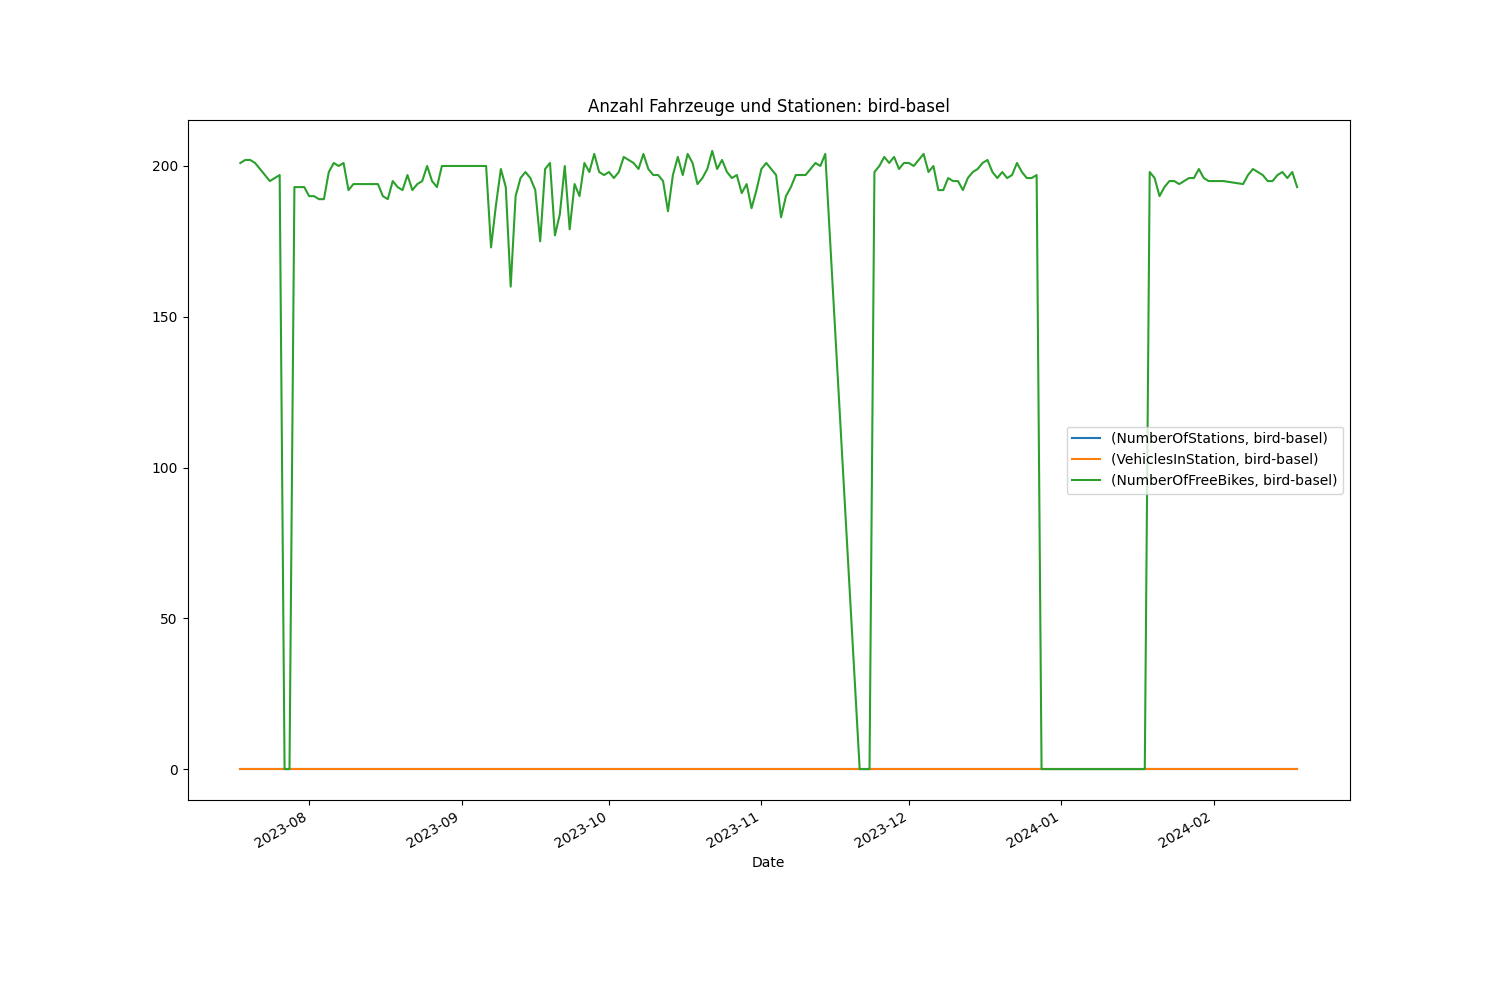 Anzahl Fahrzeuge und Stationen: bird-basel
200
150
100
50
0
(NumberOfStations, bird-basel)
(VehiclesInStation, bird-basel)
(NumberOfFreeBikes, bird-basel)
2023-08
2023-09
2023-10
2023-11
2023-12
2024-01
2024-02
Date